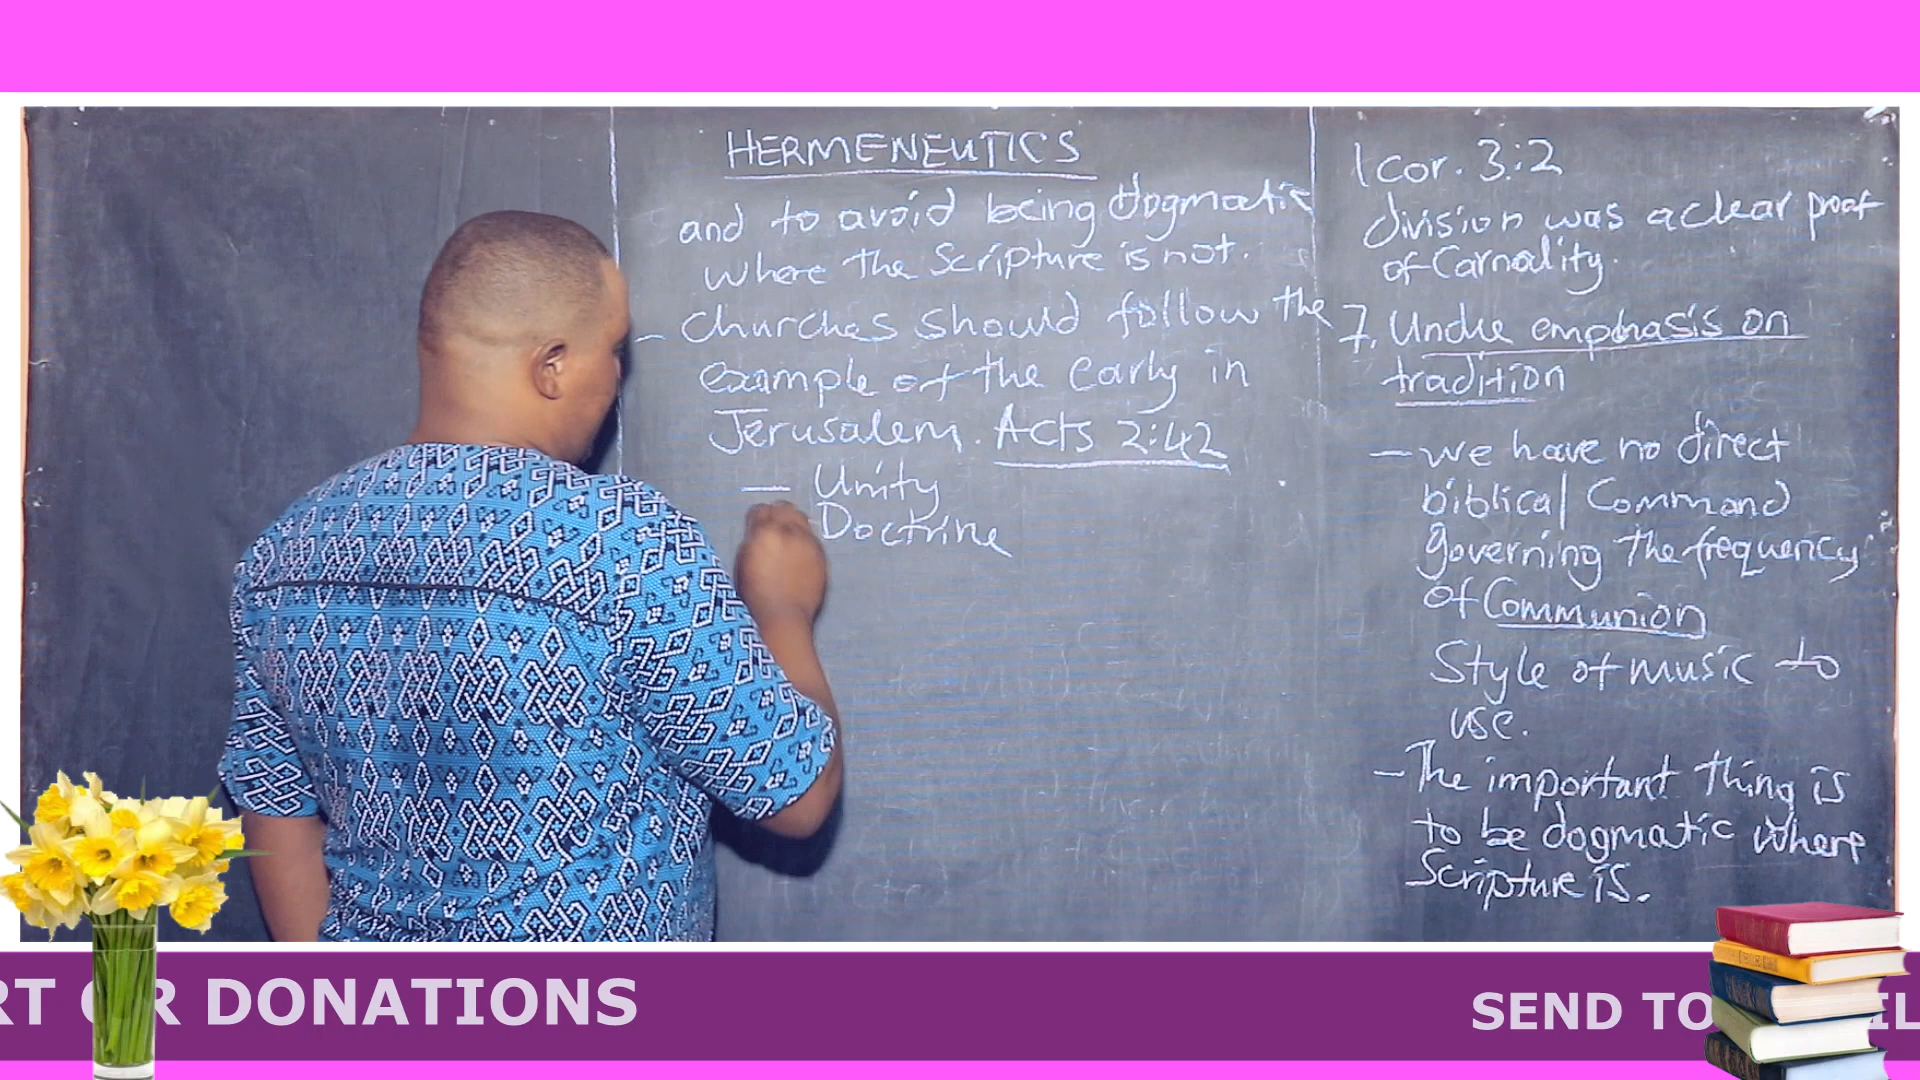 HERMENEUTICS
and to avoid being dogmatic
where the Scripture is not.
- Churches should follow the
example of the early in
Jerusalem. Acts 2:42
- Unity
Doctrine
1 Cor. 3:2
division was a clear proof
of Carnality.
7. Undue emphasis on
tradition
- we have no direct
biblical Command
governing the frequency
of Communion
Style of music to
use.
- The important thing is
to be dogmatic where
Scripture is.
OR DONATIONS
SEND TO